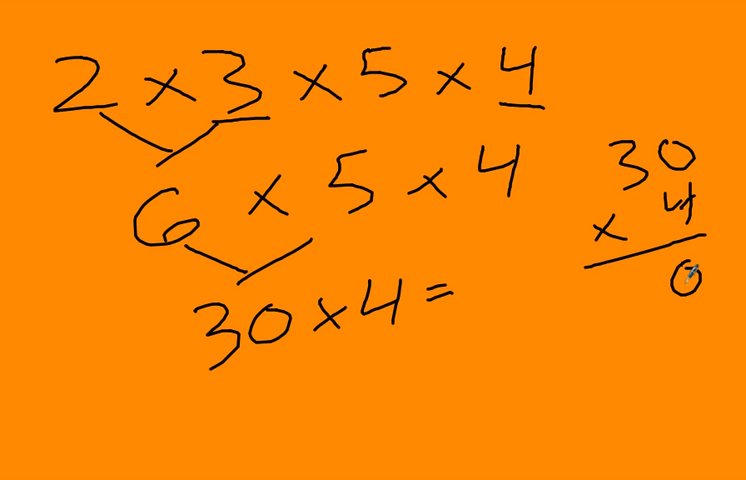 2 × 3 × 5 × 4
6 × 5 × 4
30 × 4 =
30
× 4
0